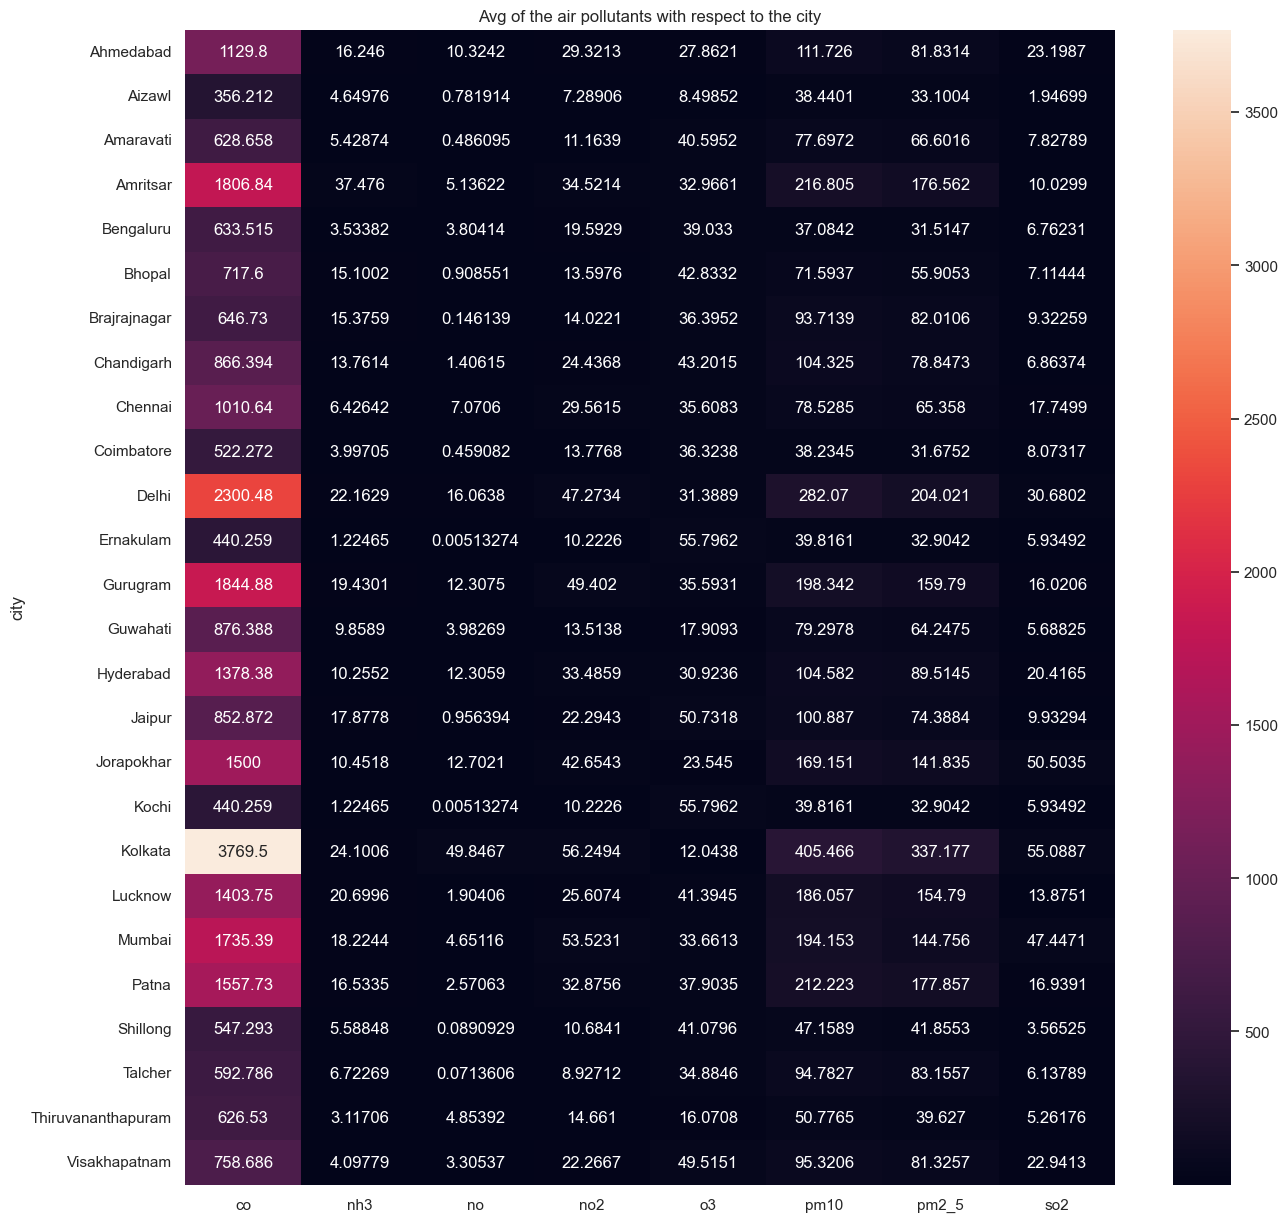 Avg of the air pollutants with respect to the city
Ahmedabad 1129.8 16.246 10.3242 29.3213 27.8621 111.726 81.8314 23.1987
Aizawl 356.212 4.64976 0.781914 7.28906 8.49852 38.4401 33.1004 1.94699
3500
Amaravati 628.658 5.42874 0.486095 11.1639 40.5952 77.6972 66.6016 7.82789
Amritsar 1806.84 37.476 5.13622 34.5214 32.9661 216.805 176.562 10.0299
Bengaluru 633.515 3.53382 3.80414 19.5929 39.033 37.0842 31.5147 6.76231
3000
Bhopal 717.6 15.1002 0.908551 13.5976 42.8332 71.5937 55.9053 7.11444
Brajrajnagar 646.73 15.3759 0.146139 14.0221 36.3952 93.7139 82.0106 9.32259
Chandigarh 866.394 13.7614 1.40615 24.4368 43.2015 104.325 78.8473 6.86374
Chennai 1010.64 6.42642 7.0706 29.5615 35.6083 78.5285 65.358 17.7499
2500
Coimbatore 522.272 3.99705 0.459082 13.7768 36.3238 38.2345 31.6752 8.07317
Delhi 2300.48 22.1629 16.0638 47.2734 31.3889 282.07 204.021 30.6802
Ernakulam 440.259 1.22465 0.00513274 10.2226 55.7962 39.8161 32.9042 5.93492
2000
Gurugram 1844.88 19.4301 12.3075 49.402 35.5931 198.342 159.79 16.0206
city
Guwahati 876.388 9.8589 3.98269 13.5138 17.9093 79.2978 64.2475 5.68825
Hyderabad 1378.38 10.2552 12.3059 33.4859 30.9236 104.582 89.5145 20.4165
Jaipur 852.872 17.8778 0.956394 22.2943 50.7318 100.887 74.3884 9.93294
1500
Jorapokhar 1500 10.4518 12.7021 42.6543 23.545 169.151 141.835 50.5035
Kochi 440.259 1.22465 0.00513274 10.2226 55.7962 39.8161 32.9042 5.93492
Kolkata 3769.5 24.1006 49.8467 56.2494 12.0438 405.466 337.177 55.0887
1000
Lucknow 1403.75 20.6996 1.90406 25.6074 41.3945 186.057 154.79 13.8751
Mumbai 1735.39 18.2244 4.65116 53.5231 33.6613 194.153 144.756 47.4471
Patna 1557.73 16.5335 2.57063 32.8756 37.9035 212.223 177.857 16.9391
Shillong 547.293 5.58848 0.0890929 10.6841 41.0796 47.1589 41.8553 3.56525
500
Talcher 592.786 6.72269 0.0713606 8.92712 34.8846 94.7827 83.1557 6.13789
Thiruvananthapuram 626.53 3.11706 4.85392 14.661 16.0708 50.7765 39.627 5.26176
Visakhapatnam 758.686 4.09779 3.30537 22.2667 49.5151 95.3206 81.3257 22.9413
co nh3 no no2 o3 pm10 pm2_5 so2